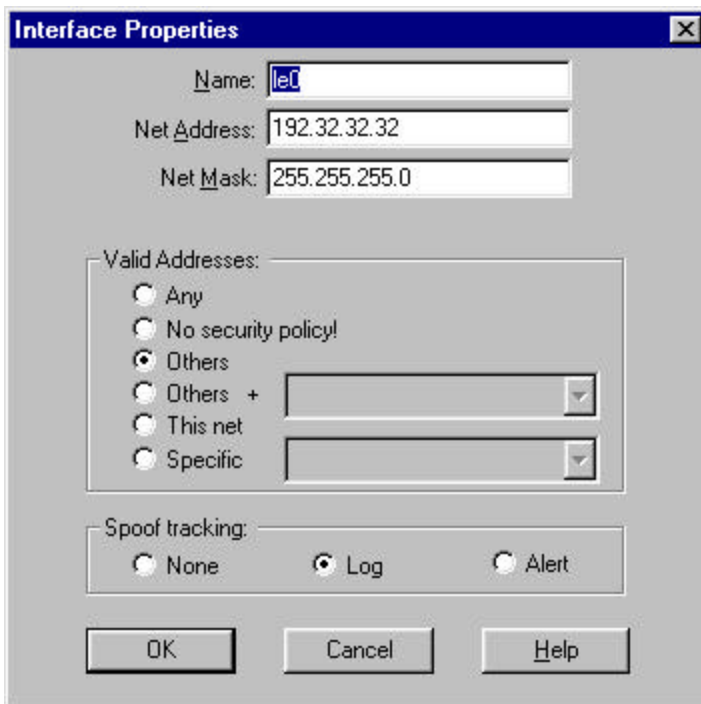 Interface Properties
Name: le0
Net Address: 192.32.32.32
Net Mask: 255.255.255.0
Valid Addresses:
Any
No security policy!
Others
Others +
This net
Specific
Spoof tracking:
None Log Alert
OK Cancel Help